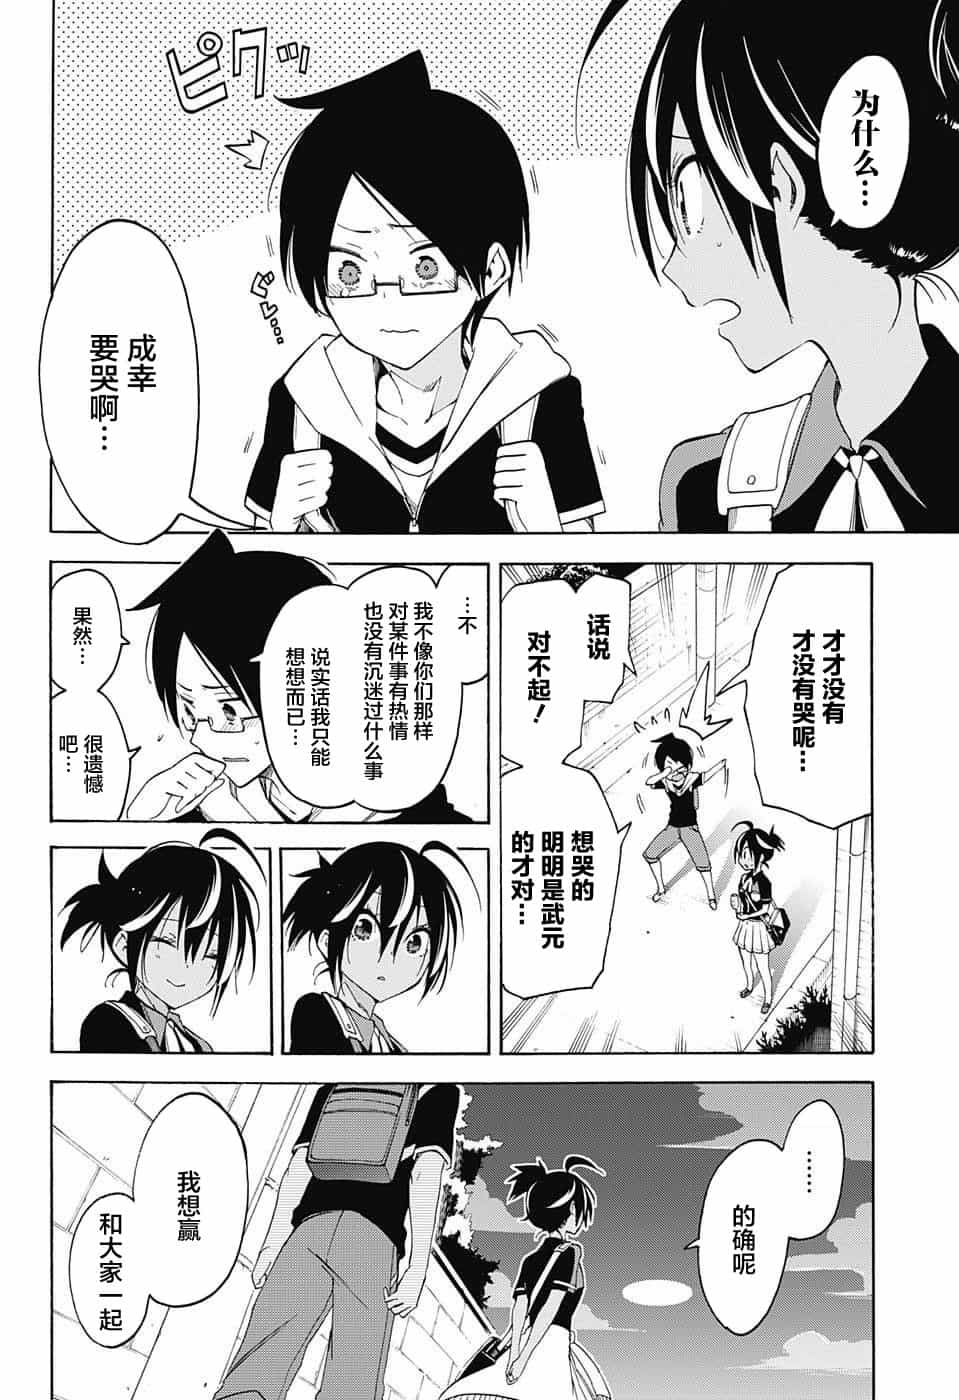 为什么…
ピクッ
ぐす…
成幸
要哭啊…
才才没有
才没有哭呢…
话说
对不起!
想哭的
明明是武元
的才对…
…不
我不像你们那样
对某件事有热情
也没有沉迷过什么事
说实话我只能
想想而已…
果然…
很遗憾
吧…
……
的确呢
我想赢
和大家一起